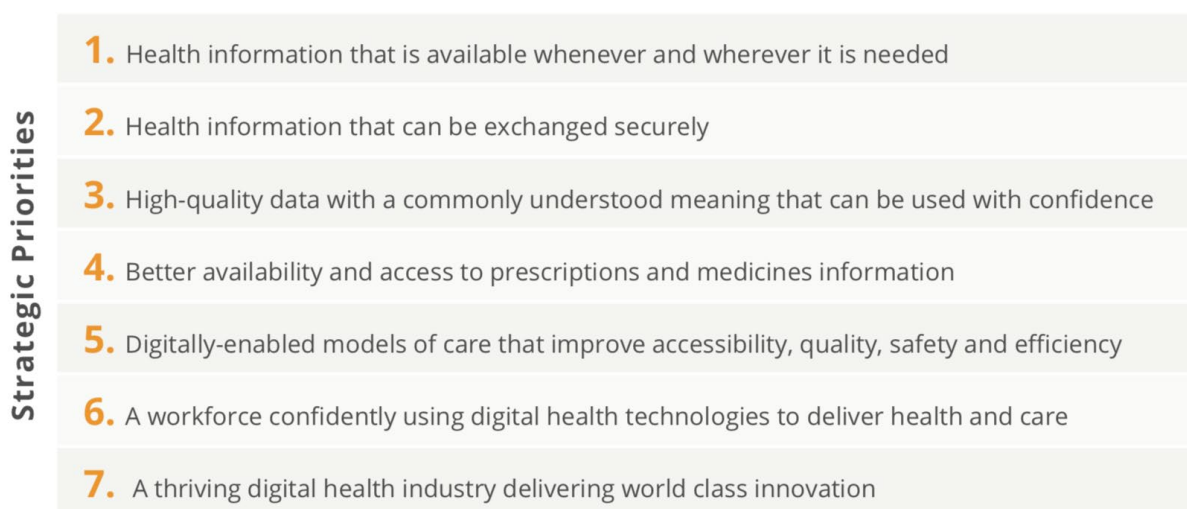 Strategic Priorities
1. Health information that is available whenever and wherever it is needed
2. Health information that can be exchanged securely
3. High-quality data with a commonly understood meaning that can be used with confidence
4. Better availability and access to prescriptions and medicines information
5. Digitally-enabled models of care that improve accessibility, quality, safety and efficiency
6. A workforce confidently using digital health technologies to deliver health and care
7. A thriving digital health industry delivering world class innovation